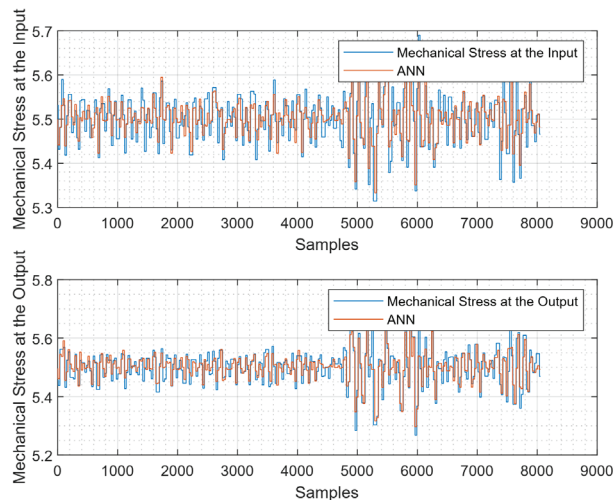 Mechanical Stress at the Input
5.7
5.6
5.5
5.4
5.3
Mechanical Stress at the Input
ANN
0 1000 2000 3000 4000 5000 6000 7000 8000 9000
Samples
Mechanical Stress at the Output
5.8
5.6
5.4
5.2
Mechanical Stress at the Output
ANN
0 1000 2000 3000 4000 5000 6000 7000 8000 9000
Samples